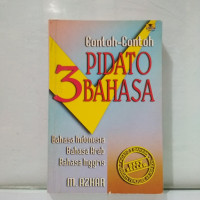 Contoh-Contoh
3 PIDATO
BAHASA
Bahasa Indonesia
Bahasa Arab
Bahasa Inggris
M. AZHAR